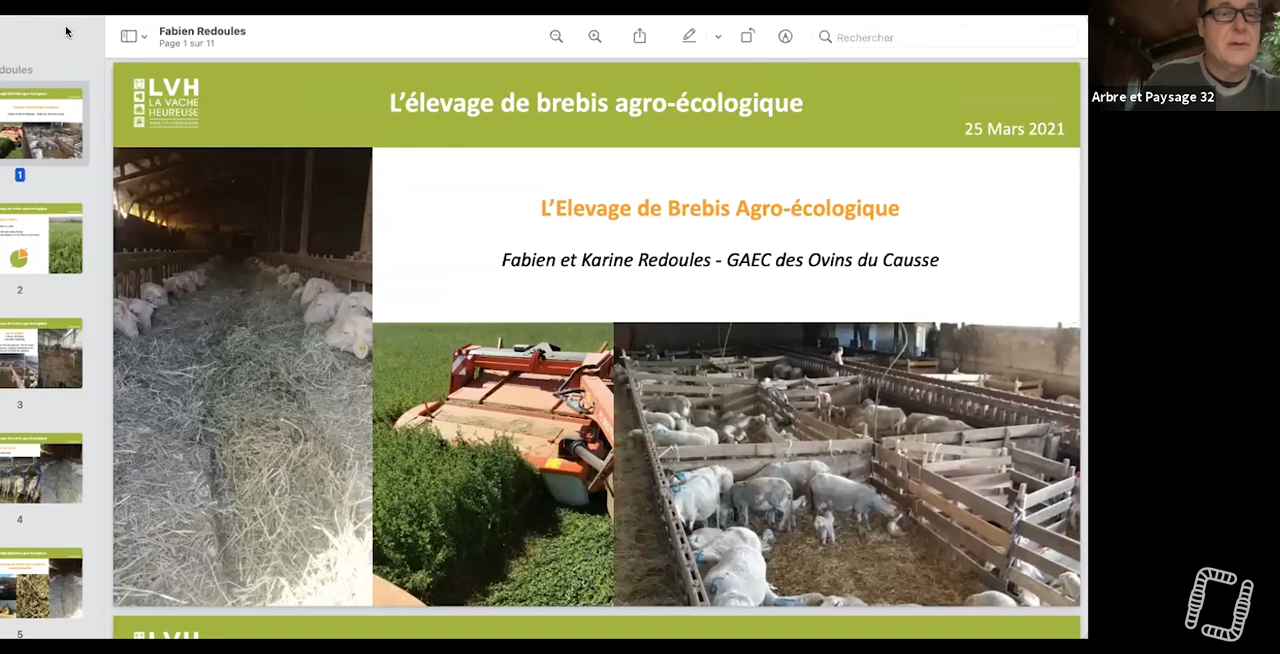 Fabien Redoules
Page 1 sur 11
Rechercher
Arbre et Paysage 32
doules
LVH
LA VACHE
HEUREUSE
L'élevage de brebis agro-écologique
25 Mars 2021
L'Elevage de Brebis Agro-écologique
Fabien et Karine Redoules - GAEC des Ovins du Causse
1
2
3
4
5
LVH